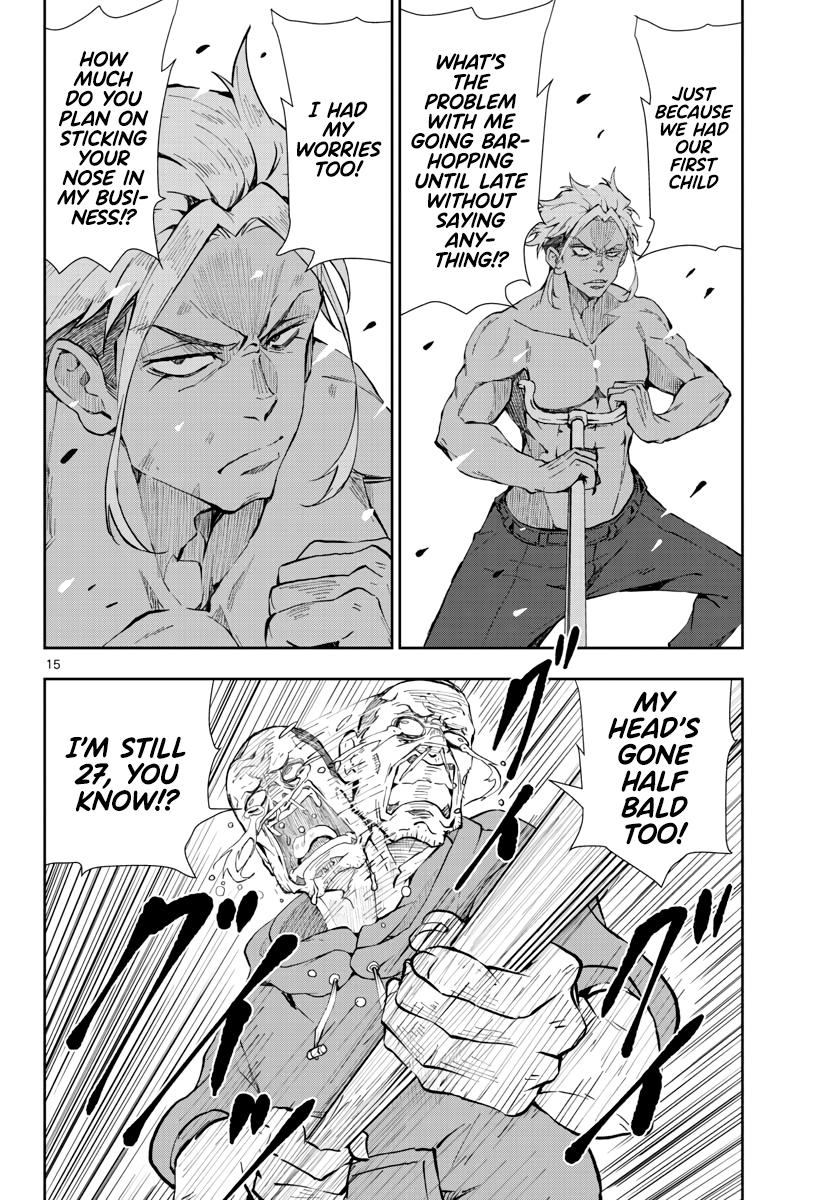 JUST
BECAUSE
WE HAD
OUR
FIRST
CHILD
WHAT'S
THE
PROBLEM
WITH ME
GOING BAR-
HOPPING
UNTIL LATE
WITHOUT
SAYING
ANY-
THING!?
I HAD
MY
WORRIES
TOO!
HOW
MUCH
DO YOU
PLAN ON
STICKING
YOUR
NOSE IN
MY BUSI-
NESS!?
15
MY
HEAD'S
GONE
HALF
BALD
TOO!
I'M STILL
27, YOU
KNOW!?